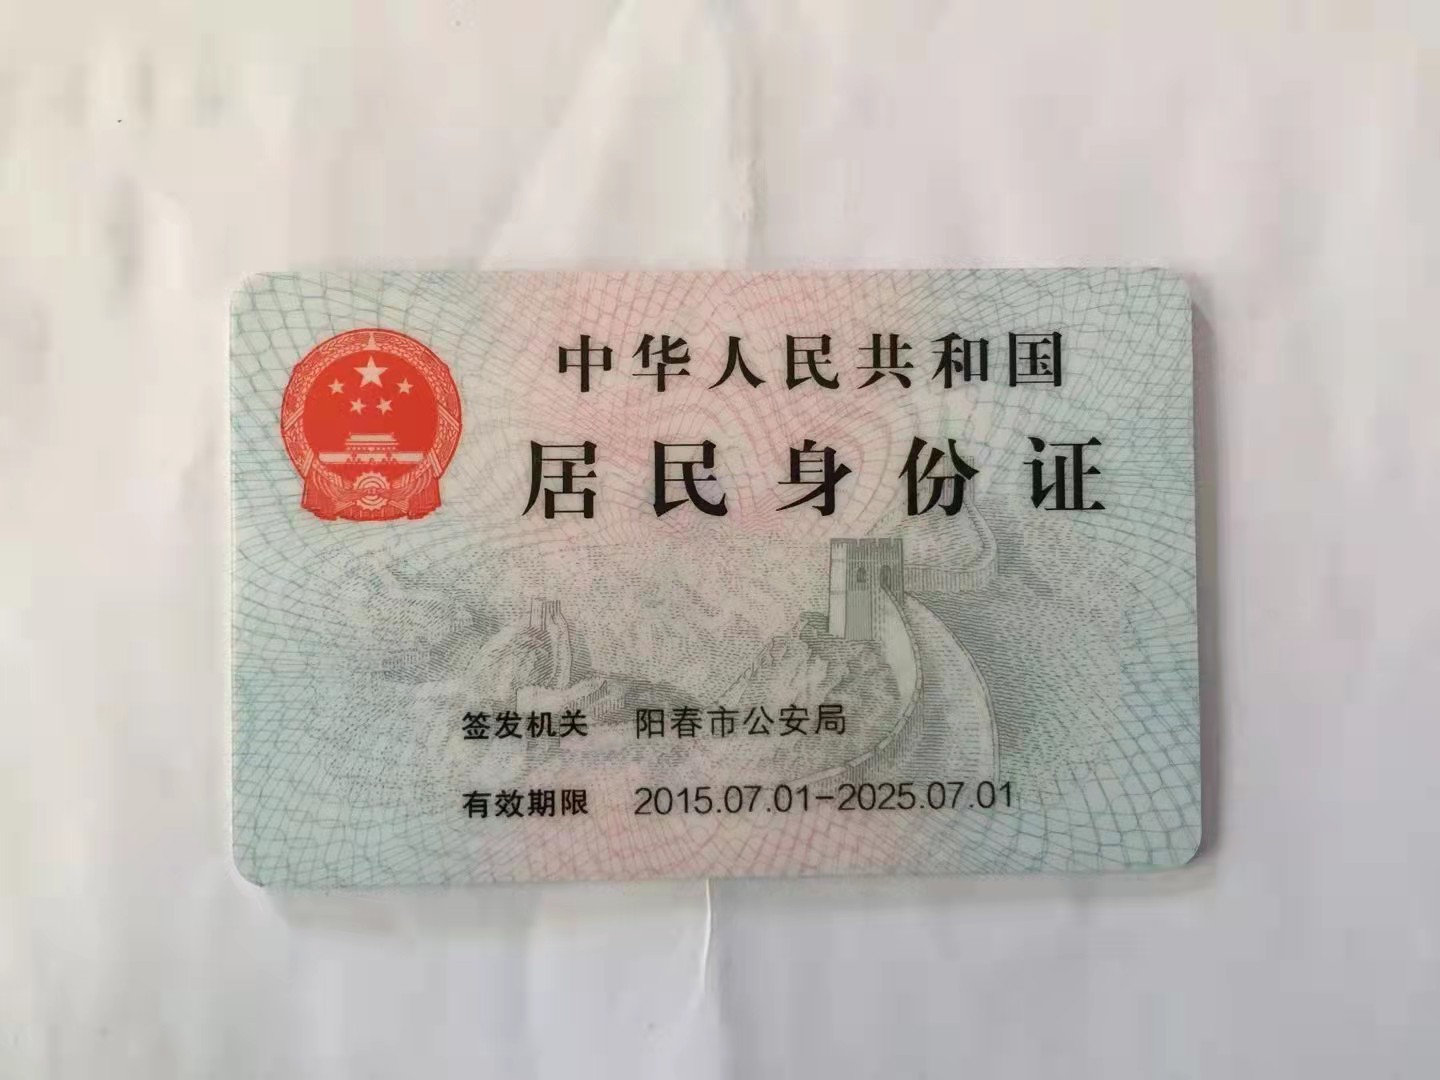 中华人民共和国
居民身份证
签发机关 阳春市公安局
有效期限 2015.07.01-2025.07.01